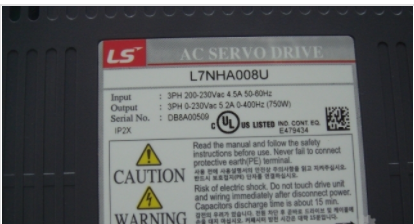 LS
AC SERVO DRIVE
L7NHA008U
Input : 3PH 200-230Vac 4.5A 50-60Hz
Output : 3PH 0-230Vac 5.2A 0-400Hz (750W)
Serial No. : DB8A00509
IP2X
c UL US LISTED IND. CONT. EQ.
E479434
CAUTION
Read the manual and follow the safety
instructions before use. Never fail to connect
protective earth(PE) terminal.
WARNING
Risk of electric shock. Do not touch drive unit
and wiring immediately after disconnect power.
Capacitors discharge time is about 15 min.